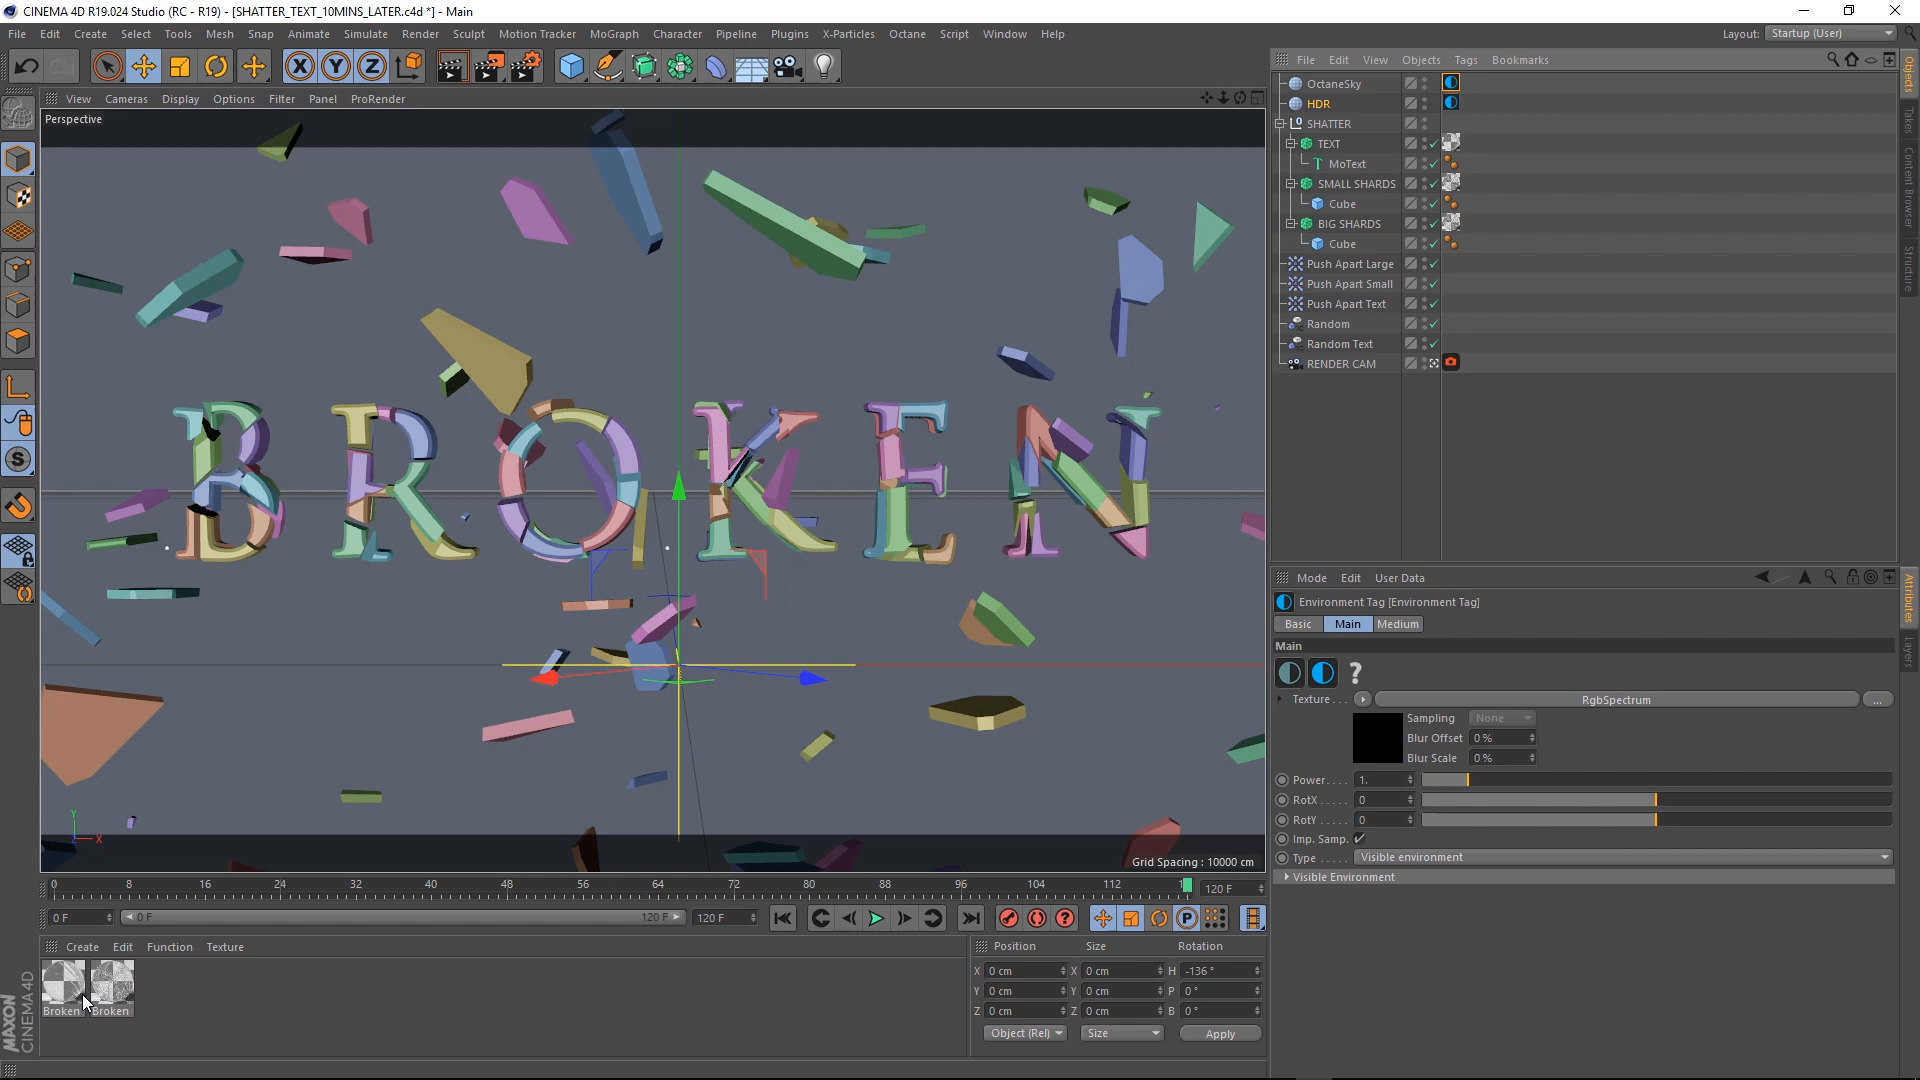 CINEMA 4D R19.024 Studio (RC - R19) - [SHATTER_TEXT_10MINS_LATER.c4d *] - Main
File Edit Create Select Tools Mesh Snap Animate Simulate Render Sculpt Motion Tracker MoGraph Character Pipeline Plugins X-Particles Octane Script Window Help
Layout: Startup (User)
X Y Z
File Edit View Objects Tags Bookmarks
View Cameras Display Options Filter Panel ProRender
Perspective
OctaneSky
HDR
SHATTER
TEXT
MoText
SMALL SHARDS
Cube
BIG SHARDS
Cube
Push Apart Large
Push Apart Small
Push Apart Text
Random
Random Text
RENDER CAM
Objects
Takes
Content Browser
Structure
BROKEN
Y
Z X
Grid Spacing : 10000 cm
Mode Edit User Data
Environment Tag [Environment Tag]
Basic Main Medium
Main
?
Texture . . . RgbSpectrum ...
Sampling None
Blur Offset 0 %
Blur Scale 0 %
Power. . . . 1.
RotX . . . . . 0
RotY . . . . . 0
Imp. Samp.
Type . . . . . Visible environment
Visible Environment
Attributes
Layers
0 8 16 24 32 40 48 56 64 72 80 88 96 104 112 120 F
0 F 0 F 120 F 120 F
? P
Create Edit Function Texture
Broken Broken
Position Size Rotation
X 0 cm X 0 cm H -136 °
Y 0 cm Y 0 cm P 0 °
Z 0 cm Z 0 cm B 0 °
Object (Rel) Size Apply
MAXON
CINEMA 4D